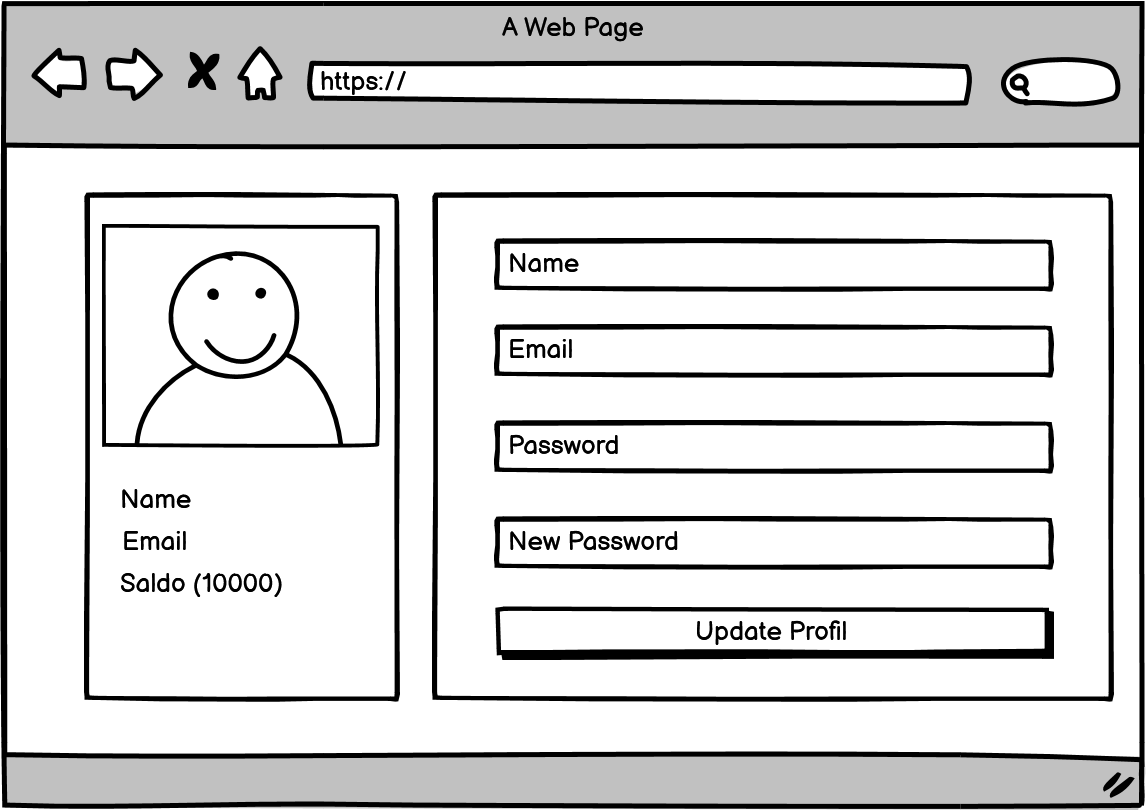 A Web Page
https://
Name
Email
Saldo (10000)
Name
Email
Password
New Password
Update Profil